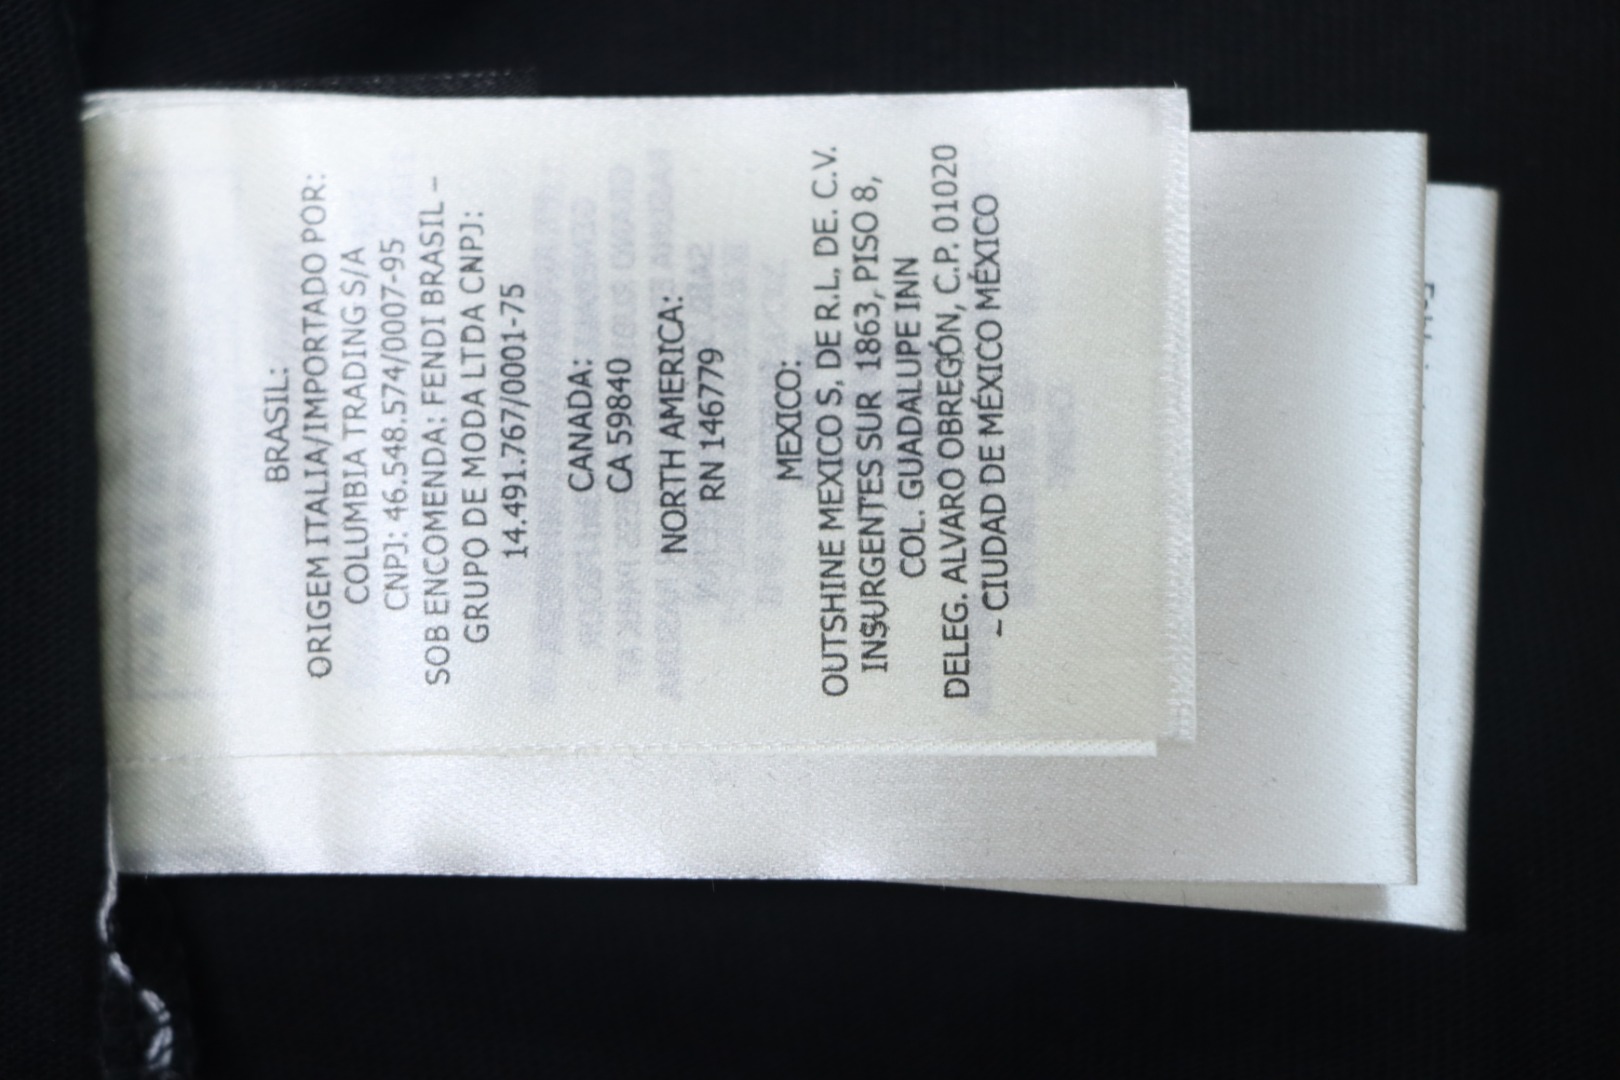 BRASIL:
ORIGEM ITALIA/IMPORTADO POR:
COLUMBIA TRADING S/A
CNPJ: 46.548.574/0007-95
SOB ENCOMENDA: FENDI BRASIL –
GRUPO DE MODA LTDA CNPJ:
14.491.767/0001-75
CANADA:
CA 59840
NORTH AMERICA:
RN 146779
MEXICO:
OUTSHINE MEXICO S. DE R.L. DE. C.V.
INSURGENTES SUR 1863, PISO 8,
COL. GUADALUPE INN
DELEG. ALVARO OBREGÓN, C.P. 01020
– CIUDAD DE MÉXICO MÉXICO